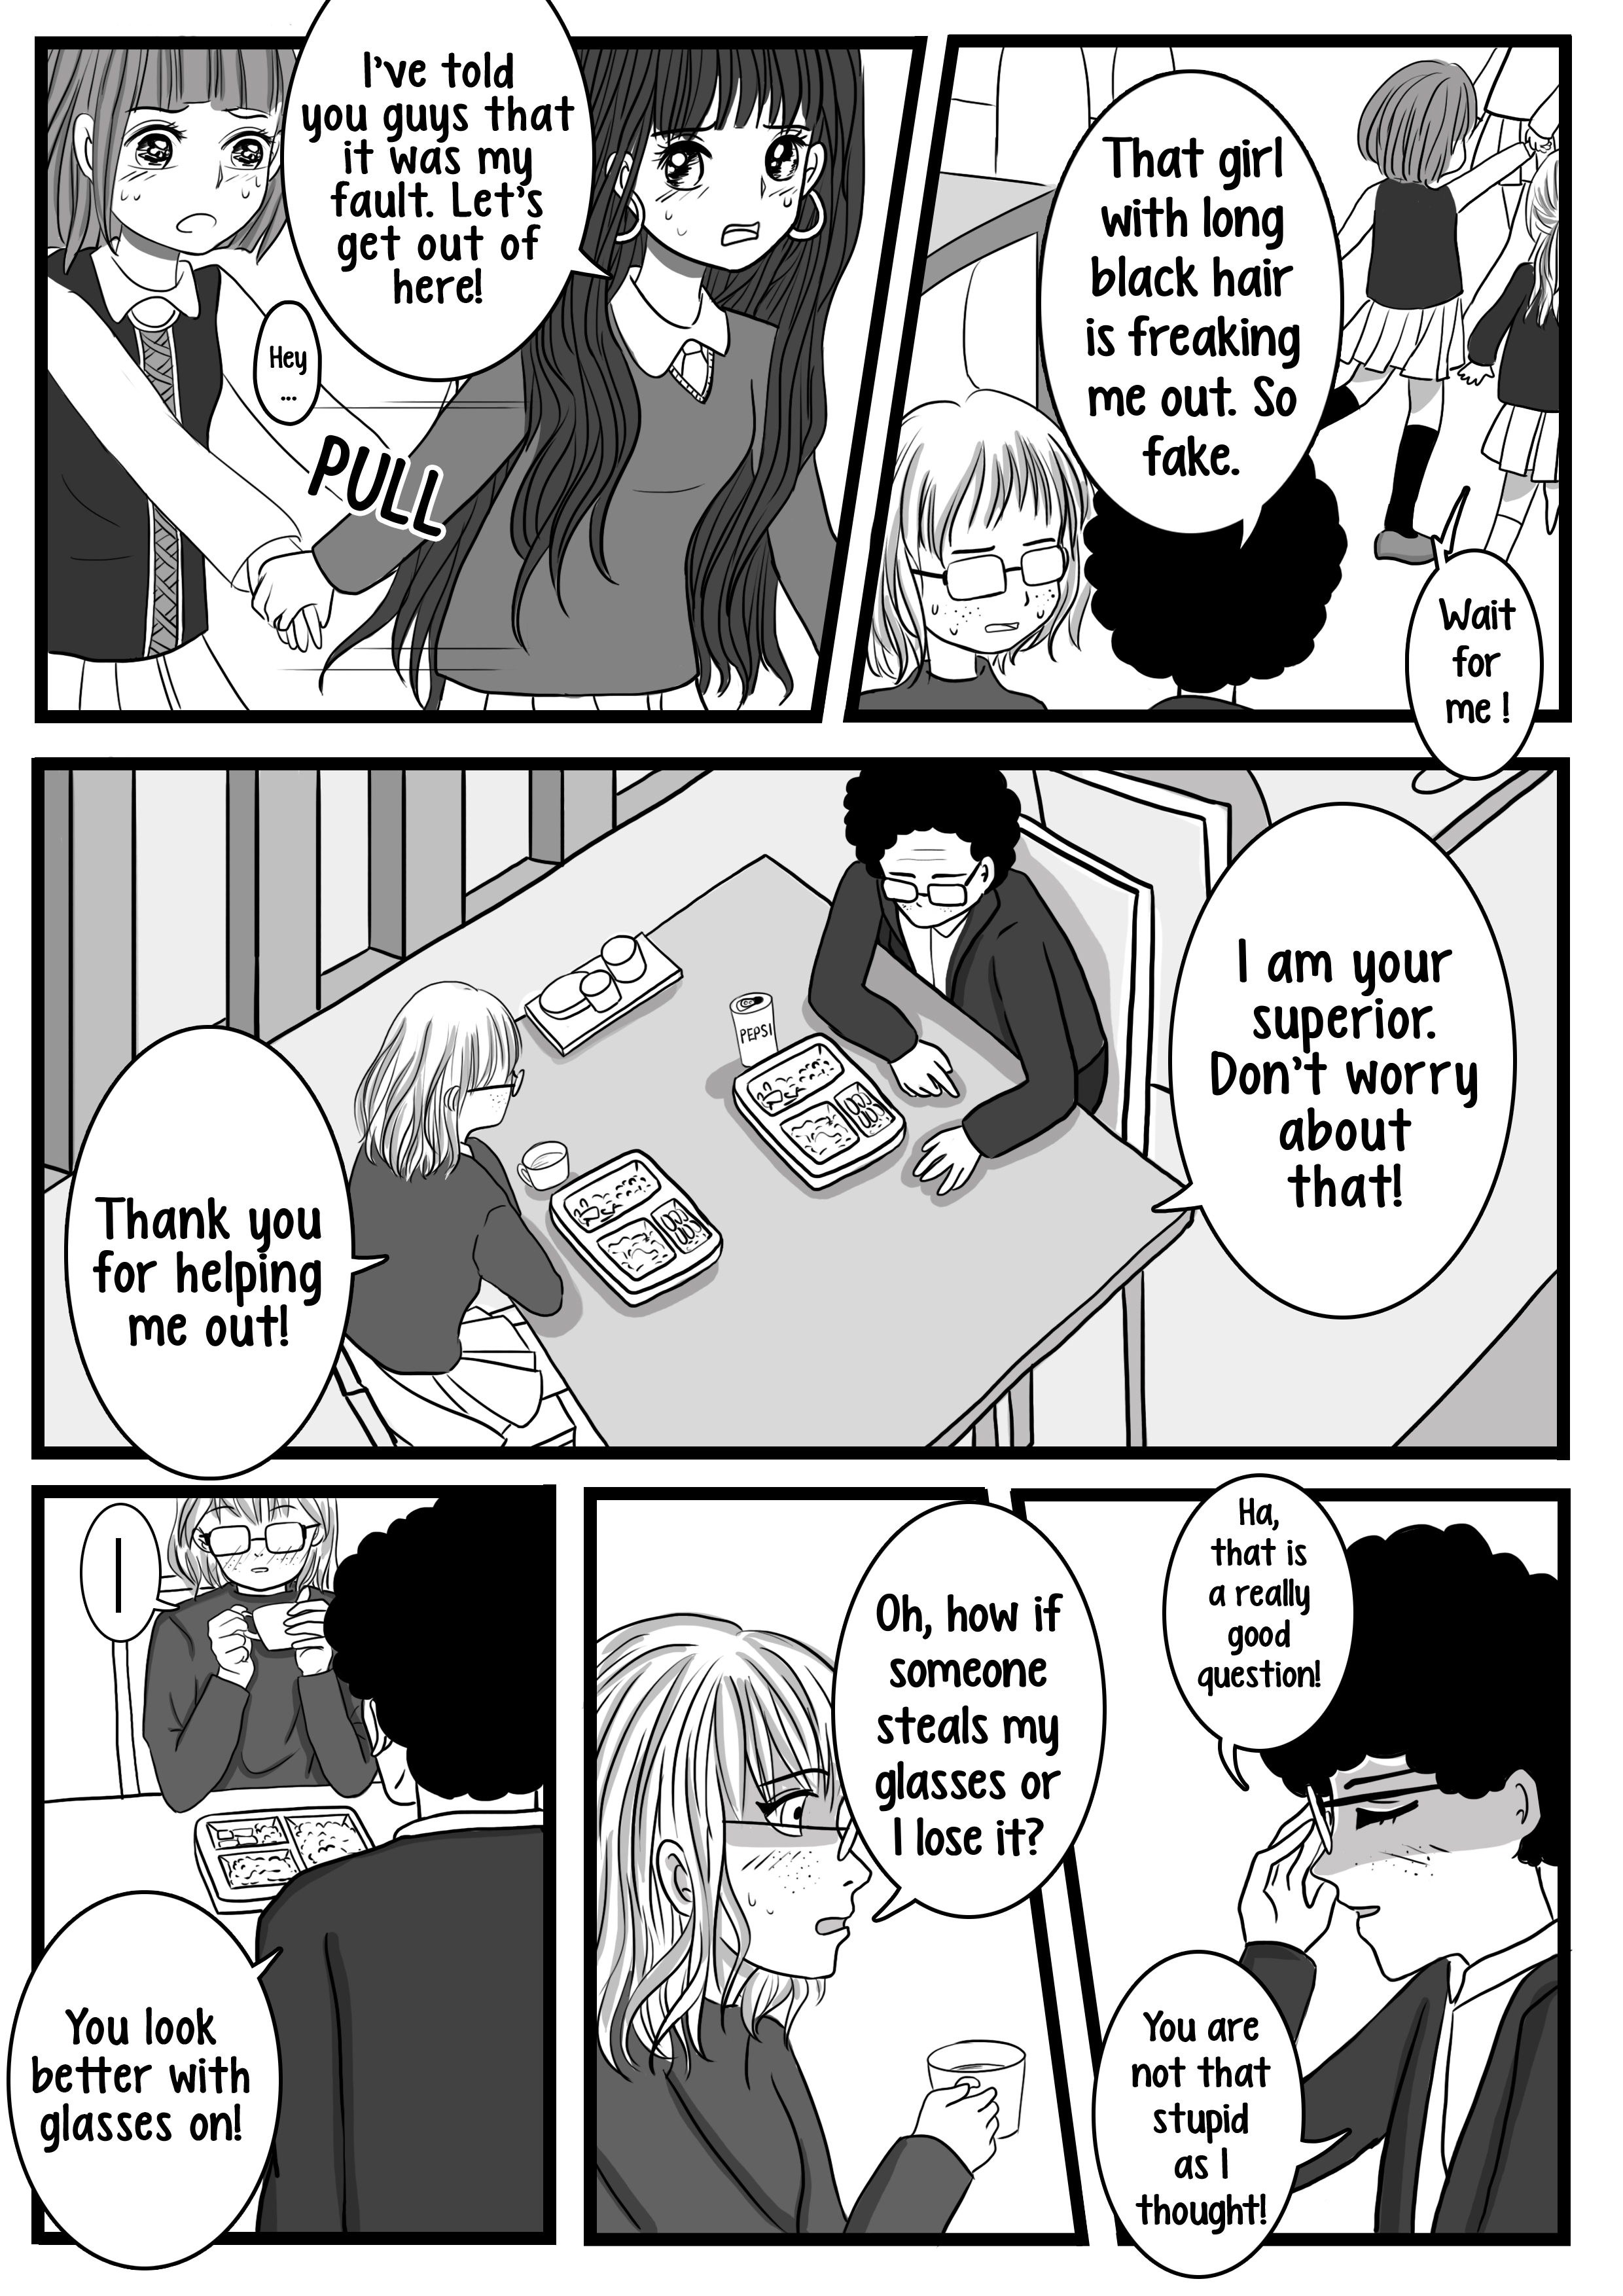 I've told
you guys that
it was my
fault. Let's
get out of
here!
Hey
...
PULL
That girl
with long
black hair
is freaking
me out. So
fake.
Wait
for
me !
I am your
superior.
Don't worry
about
that!
PEPSI
Thank you
for helping
me out!
I
You look
better with
glasses on!
Oh, how if
someone
steals my
glasses or
I lose it?
Ha,
that is
a really
good
question!
You are
not that
stupid
as I
thought!